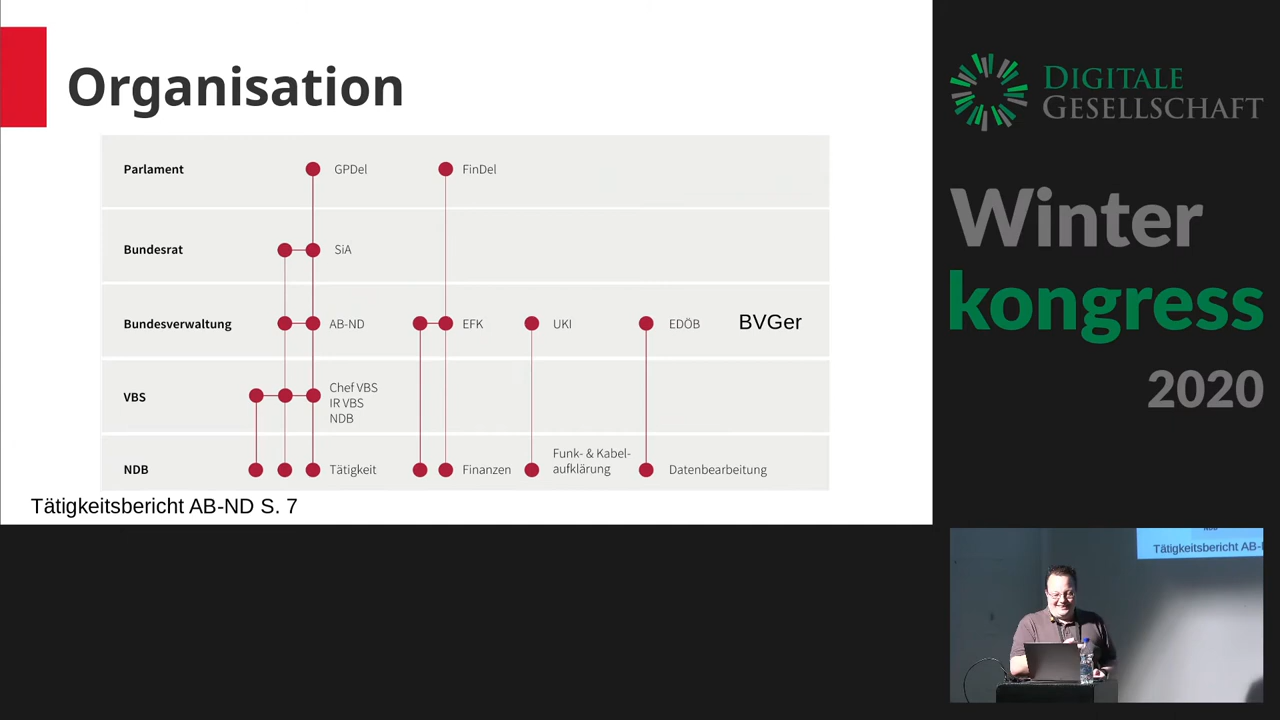 Organisation
Parlament
GPDel
FinDel
Bundesrat
SiA
Bundesverwaltung
AB-ND
EFK
UKI
EDÖB
BVGer
VBS
Chef VBS
IR VBS
NDB
NDB
Tätigkeit
Finanzen
Funk- & Kabel-
aufklärung
Datenbearbeitung
Tätigkeitsbericht AB-ND S. 7
DIGITALE
GESELLSCHAFT
Winter
kongress
2020
Tätigkeitsbericht AB-